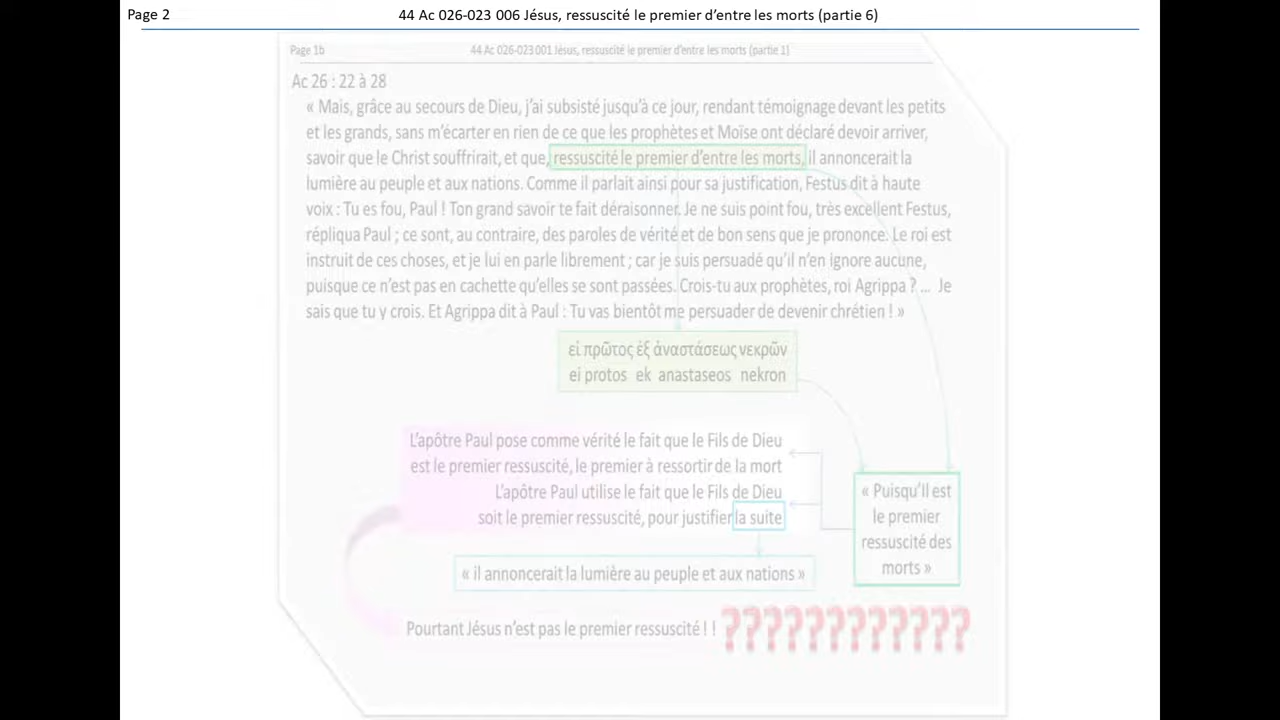 Page 2
44 Ac 026-023 006 Jésus, ressuscité le premier d’entre les morts (partie 6)
Page 1b
44 Ac 026-023 001 Jésus, ressuscité le premier d’entre les morts (partie 1)
Ac 26 : 22 à 28
« Mais, grâce au secours de Dieu, j’ai subsisté jusqu’à ce jour, rendant témoignage devant les petits
et les grands, sans m’écarter en rien de ce que les prophètes et Moïse ont déclaré devoir arriver,
savoir que le Christ souffrirait, et que, ressuscité le premier d’entre les morts, il annoncerait la
lumière au peuple et aux nations. Comme il parlait ainsi pour sa justification, Festus dit à haute
voix : Tu es fou, Paul ! Ton grand savoir te fait déraisonner. Je ne suis point fou, très excellent Festus,
répliqua Paul ; ce sont, au contraire, des paroles de vérité et de bon sens que je prononce. Le roi est
instruit de ces choses, et je lui en parle librement ; car je suis persuadé qu’il n’en ignore aucune,
puisque ce n’est pas en cachette qu’elles se sont passées. Crois-tu aux prophètes, roi Agrippa ? ... Je
sais que tu y crois. Et Agrippa dit à Paul : Tu vas bientôt me persuader de devenir chrétien ! »
εἰ πρῶτος ἐξ ἀναστάσεως νεκρῶν
ei protos ek anastaseos nekron
L’apôtre Paul pose comme vérité le fait que le Fils de Dieu
est le premier ressuscité, le premier à ressortir de la mort
L’apôtre Paul utilise le fait que le Fils de Dieu
soit le premier ressuscité, pour justifier la suite
« Puisqu’Il est
le premier
ressuscité des
morts »
« il annoncerait la lumière au peuple et aux nations »
Pourtant Jésus n’est pas le premier ressuscité ! ! ????????????